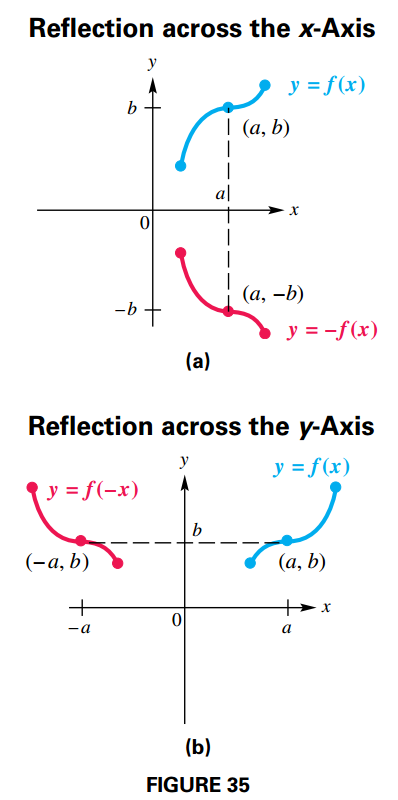 Reflection across the x-Axis
y
y = f(x)
b
(a, b)
a
x
0
(a, −b)
−b
y = −f(x)
(a)
Reflection across the y-Axis
y
y = f(x)
y = f(−x)
b
(−a, b)
(a, b)
x
0
−a
a
(b)
FIGURE 35